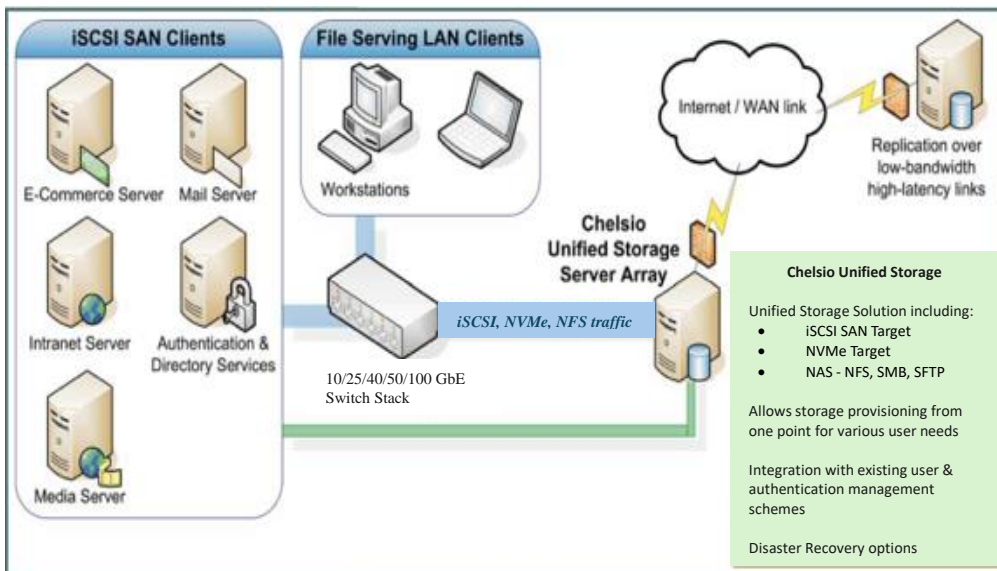 iSCSI SAN Clients
E-Commerce Server
Mail Server
Intranet Server
Authentication &
Directory Services
Media Server
File Serving LAN Clients
Workstations
10/25/40/50/100 GbE
Switch Stack
iSCSI, NVMe, NFS traffic
Chelsio
Unified Storage
Server Array
Internet / WAN link
Replication over
low-bandwidth
high-latency links
Chelsio Unified Storage
Unified Storage Solution including:
• iSCSI SAN Target
• NVMe Target
• NAS - NFS, SMB, SFTP
Allows storage provisioning from
one point for various user needs
Integration with existing user &
authentication management
schemes
Disaster Recovery options